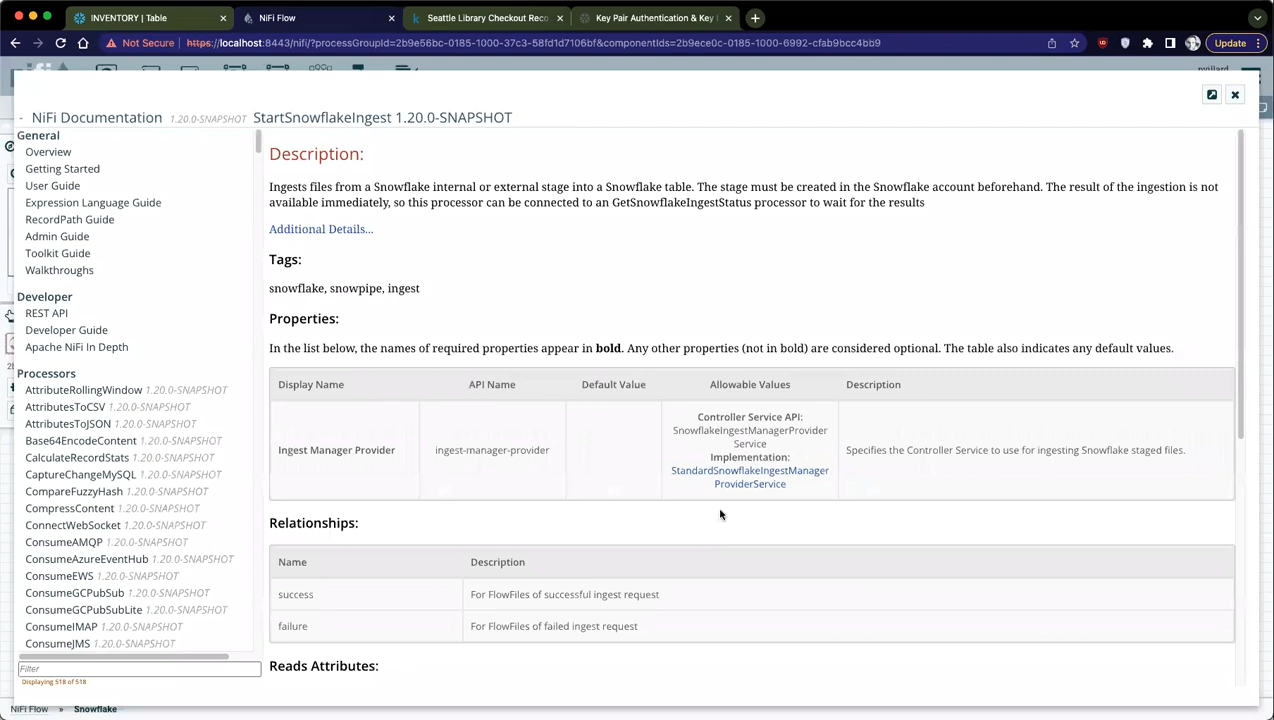 INVENTORY | Table
NiFi Flow
Seattle Library Checkout Reco
Key Pair Authentication & Key
Not Secure
https://localhost:8443/nifi/?processGroupId=2b9e56bc-0185-1000-37c3-58fd1d7106bf&componentIds=2b9ece0c-0185-1000-6992-cfab9bcc4bb9
Update
NiFi Documentation 1.20.0-SNAPSHOT
StartSnowflakeIngest 1.20.0-SNAPSHOT
General
Overview
Getting Started
User Guide
Expression Language Guide
RecordPath Guide
Admin Guide
Toolkit Guide
Walkthroughs
Developer
REST API
Developer Guide
Apache NiFi In Depth
Processors
AttributeRollingWindow 1.20.0-SNAPSHOT
AttributesToCSV 1.20.0-SNAPSHOT
AttributesToJSON 1.20.0-SNAPSHOT
Base64EncodeContent 1.20.0-SNAPSHOT
CalculateRecordStats 1.20.0-SNAPSHOT
CaptureChangeMySQL 1.20.0-SNAPSHOT
CompareFuzzyHash 1.20.0-SNAPSHOT
CompressContent 1.20.0-SNAPSHOT
ConnectWebSocket 1.20.0-SNAPSHOT
ConsumeAMQP 1.20.0-SNAPSHOT
ConsumeAzureEventHub 1.20.0-SNAPSHOT
ConsumeEWS 1.20.0-SNAPSHOT
ConsumeGCPubSub 1.20.0-SNAPSHOT
ConsumeGCPubSubLite 1.20.0-SNAPSHOT
ConsumeIMAP 1.20.0-SNAPSHOT
ConsumeJMS 1.20.0-SNAPSHOT
Filter
Displaying 518 of 518
Description:
Ingests files from a Snowflake internal or external stage into a Snowflake table. The stage must be created in the Snowflake account beforehand. The result of the ingestion is not
available immediately, so this processor can be connected to an GetSnowflakeIngestStatus processor to wait for the results
Additional Details...
Tags:
snowflake, snowpipe, ingest
Properties:
In the list below, the names of required properties appear in bold. Any other properties (not in bold) are considered optional. The table also indicates any default values.
Display Name
API Name
Default Value
Allowable Values
Description
Ingest Manager Provider
ingest-manager-provider
Controller Service API:
SnowflakeIngestManagerProvider
Service
Implementation:
StandardSnowflakeIngestManager
ProviderService
Specifies the Controller Service to use for ingesting Snowflake staged files.
Relationships:
Name
Description
success
For FlowFiles of successful ingest request
failure
For FlowFiles of failed ingest request
Reads Attributes:
NiFi Flow » Snowflake